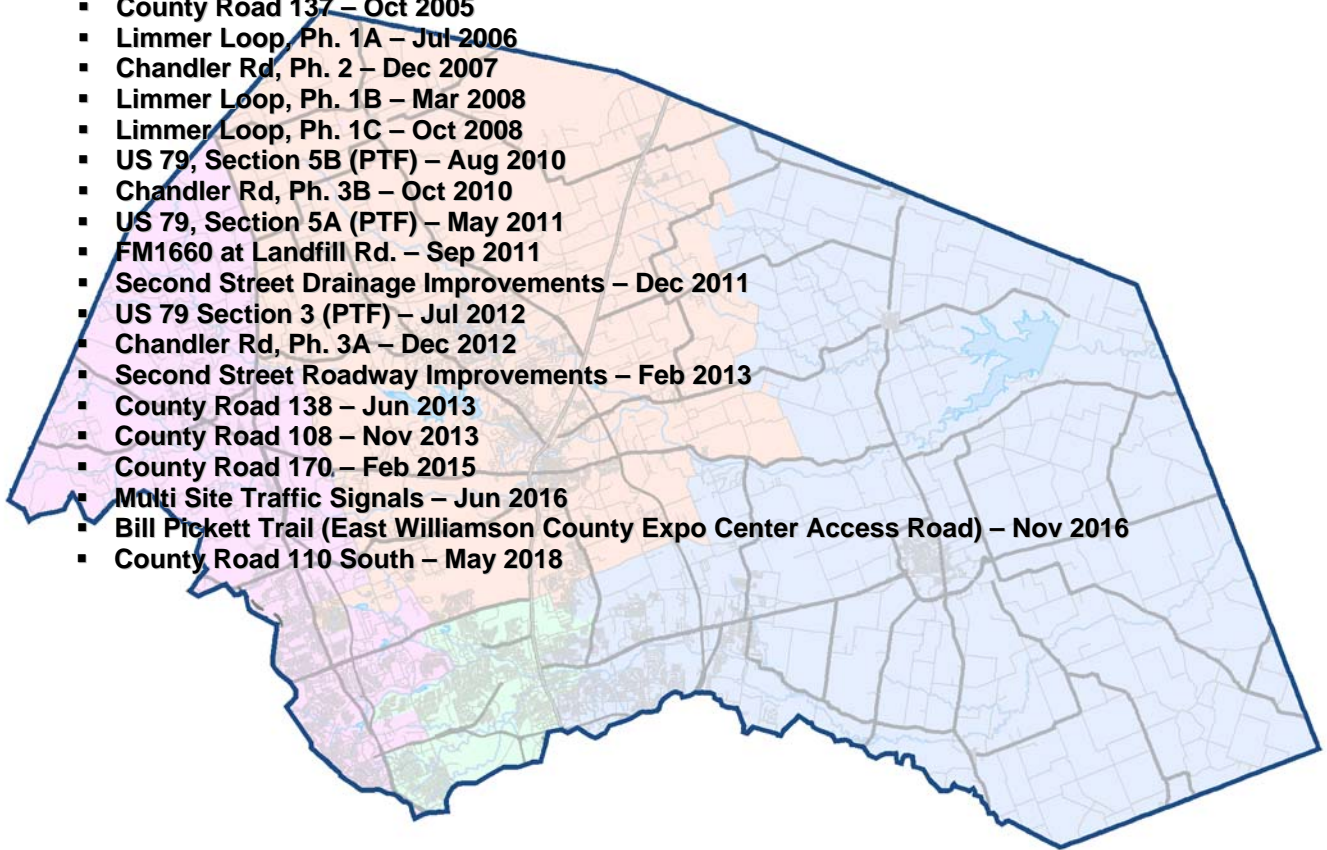 ▪ County Road 137 – Oct 2005
▪ Limmer Loop, Ph. 1A – Jul 2006
▪ Chandler Rd, Ph. 2 – Dec 2007
▪ Limmer Loop, Ph. 1B – Mar 2008
▪ Limmer Loop, Ph. 1C – Oct 2008
▪ US 79, Section 5B (PTF) – Aug 2010
▪ Chandler Rd, Ph. 3B – Oct 2010
▪ US 79, Section 5A (PTF) – May 2011
▪ FM1660 at Landfill Rd. – Sep 2011
▪ Second Street Drainage Improvements – Dec 2011
▪ US 79 Section 3 (PTF) – Jul 2012
▪ Chandler Rd, Ph. 3A – Dec 2012
▪ Second Street Roadway Improvements – Feb 2013
▪ County Road 138 – Jun 2013
▪ County Road 108 – Nov 2013
▪ County Road 170 – Feb 2015
▪ Multi Site Traffic Signals – Jun 2016
▪ Bill Pickett Trail (East Williamson County Expo Center Access Road) – Nov 2016
▪ County Road 110 South – May 2018